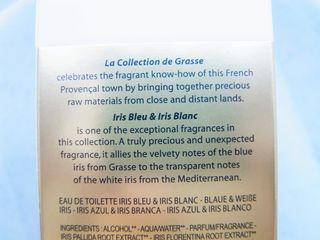 La Collection de Grasse
celebrates the fragrant know-how of this French
Provençal town by bringing together precious
raw materials from close and distant lands.
Iris Bleu & Iris Blanc
is one of the exceptional fragrances in
this collection. A truly precious and unexpected
fragrance, it allies the velvety notes of the blue
iris from Grasse to the transparent notes
of the white iris from the Mediterranean.
EAU DE TOILETTE IRIS BLEU & IRIS BLANC - BLAUE & WEIßE
IRIS - IRIS AZUL & IRIS BRANCA - IRIS AZUL & IRIS BLANCO
INGREDIENTS : ALCOHOL** - AQUA/WATER** - PARFUM/FRAGRANCE -
IRIS PALLIDA ROOT EXTRACT** - IRIS FLORENTINA ROOT EXTRACT** -